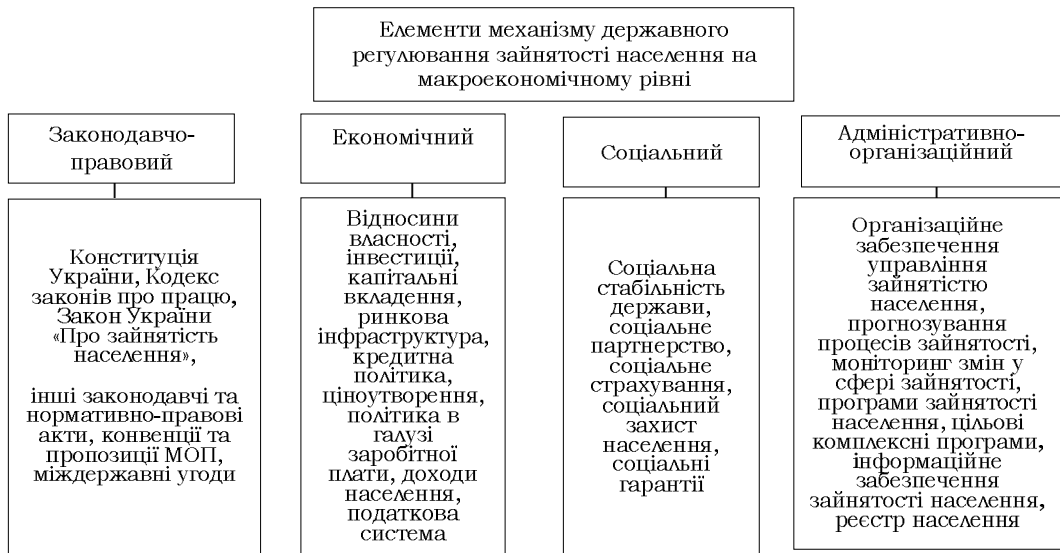 Елементи механізму державного
регулювання зайнятості населення на
макроекономічному рівні
Законодавчо-
правовий
Економічний
Соціальний
Адміністративно-
організаційний
Конституція
України, Кодекс
законів про працю,
Закон України
«Про зайнятість
населення»,
інші законодавчі та
нормативно-правові
акти, конвенції та
пропозиції МОП,
міждержавні угоди
Відносини
власності,
інвестиції,
капітальні
вкладення,
ринкова
інфраструктура,
кредитна
політика,
ціноутворення,
політика в
галузі
заробітної
плати, доходи
населення,
податкова
система
Соціальна
стабільність
держави,
соціальне
партнерство,
соціальне
страхування,
соціальний
захист
населення,
соціальні
гарантії
Організаційне
забезпечення
управління
зайнятістю
населення,
прогнозування
процесів зайнятості,
моніторинг змін у
сфері зайнятості,
програми зайнятості
населення, цільові
комплексні програми,
інформаційне
забезпечення
зайнятості населення,
реєстр населення